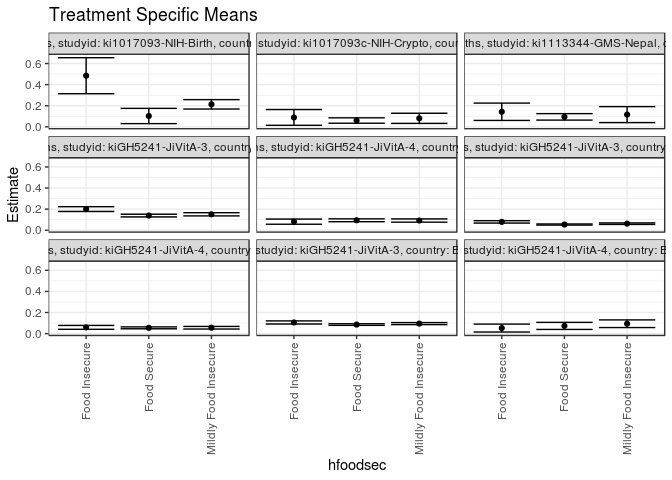 Treatment Specific Means
s, studyid: ki1017093-NIH-Birth, count
studyid: ki1017093c-NIH-Crypto, cour
ths, studyid: ki1113344-GMS-Nepal, c
ns, studyid: kiGH5241-JiVitA-3, country
s, studyid: kiGH5241-JiVitA-4, country
s, studyid: kiGH5241-JiVitA-3, country
s, studyid: kiGH5241-JiVitA-4, country
studyid: kiGH5241-JiVitA-3, country: B
studyid: kiGH5241-JiVitA-4, country: B
Estimate
0.6
0.4
0.2
0.0
0.6
0.4
0.2
0.0
0.6
0.4
0.2
0.0
Food Insecure
Food Secure
Mildly Food Insecure
Food Insecure
Food Secure
Mildly Food Insecure
Food Insecure
Food Secure
Mildly Food Insecure
hfoodsec